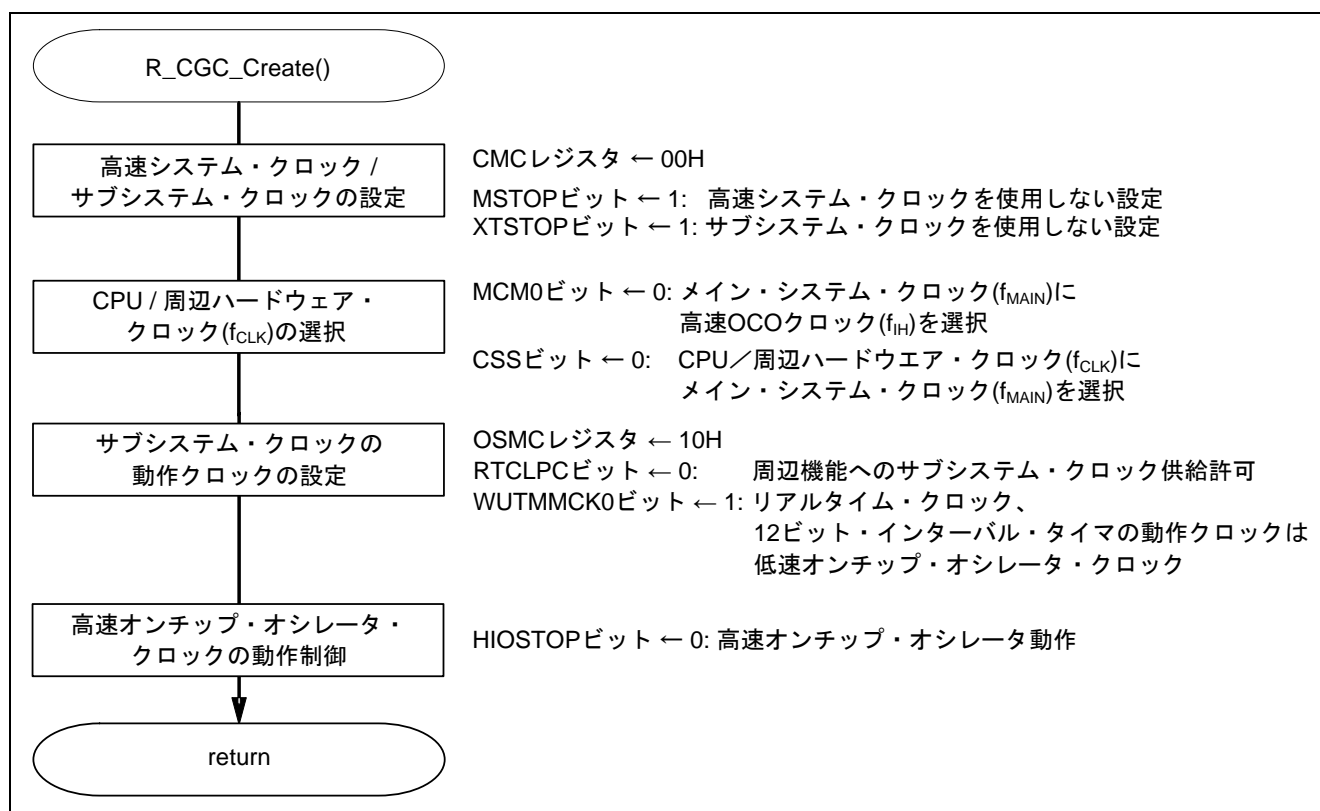 R_CGC_Create()
高速システム・クロック /
サブシステム・クロックの設定
CMCレジスタ ← 00H
MSTOPビット ← 1: 高速システム・クロックを使用しない設定
XTSTOPビット ← 1: サブシステム・クロックを使用しない設定
CPU / 周辺ハードウェア・
クロック(fCLK)の選択
MCM0ビット ← 0: メイン・システム・クロック(fMAIN)に
高速OCOクロック(fIH)を選択
CSSビット ← 0: CPU／周辺ハードウエア・クロック(fCLK)に
メイン・システム・クロック(fMAIN)を選択
サブシステム・クロックの
動作クロックの設定
OSMCレジスタ ← 10H
RTCLPCビット ← 0: 周辺機能へのサブシステム・クロック供給許可
WUTMMCK0ビット ← 1: リアルタイム・クロック、
12ビット・インターバル・タイマの動作クロックは
低速オンチップ・オシレータ・クロック
高速オンチップ・オシレータ・
クロックの動作制御
HIOSTOPビット ← 0: 高速オンチップ・オシレータ動作
return